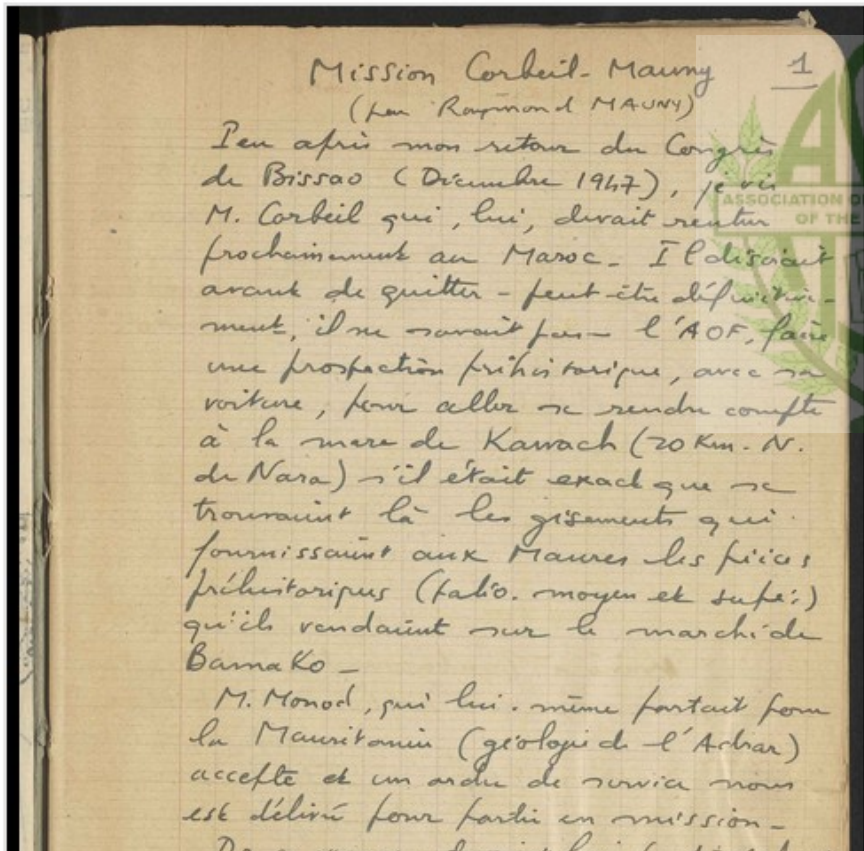 Mission Corbeil-Mauny
1
(par Raymond MAUNY)
Peu après mon retour du Congrès
de Bissao (Décembre 1947), je vis
M. Corbeil qui, lui, devait rentrer
prochainement au Maroc. Il désirait
avant de quitter - peut-être définitive-
ment, il ne savait pas - l'AOF, faire
une prospection préhistorique, avec sa
voiture, pour aller se rendre compte
à la mare de Kawach (20 Km. N.
de Nara) s'il était exact que se
trouvaient là les gisements qui
fournissaient aux Maures les pièces
préhistoriques (paléo. moyen et supé:)
qu'ils vendaient sur le marché de
Bamako -
M. Monod, qui lui-même partait pour
la Mauritanie (géologie de l'Adrar)
accepte et un ordre de service nous
est délivré pour partir en mission -
ASSOCIATION
OF THE